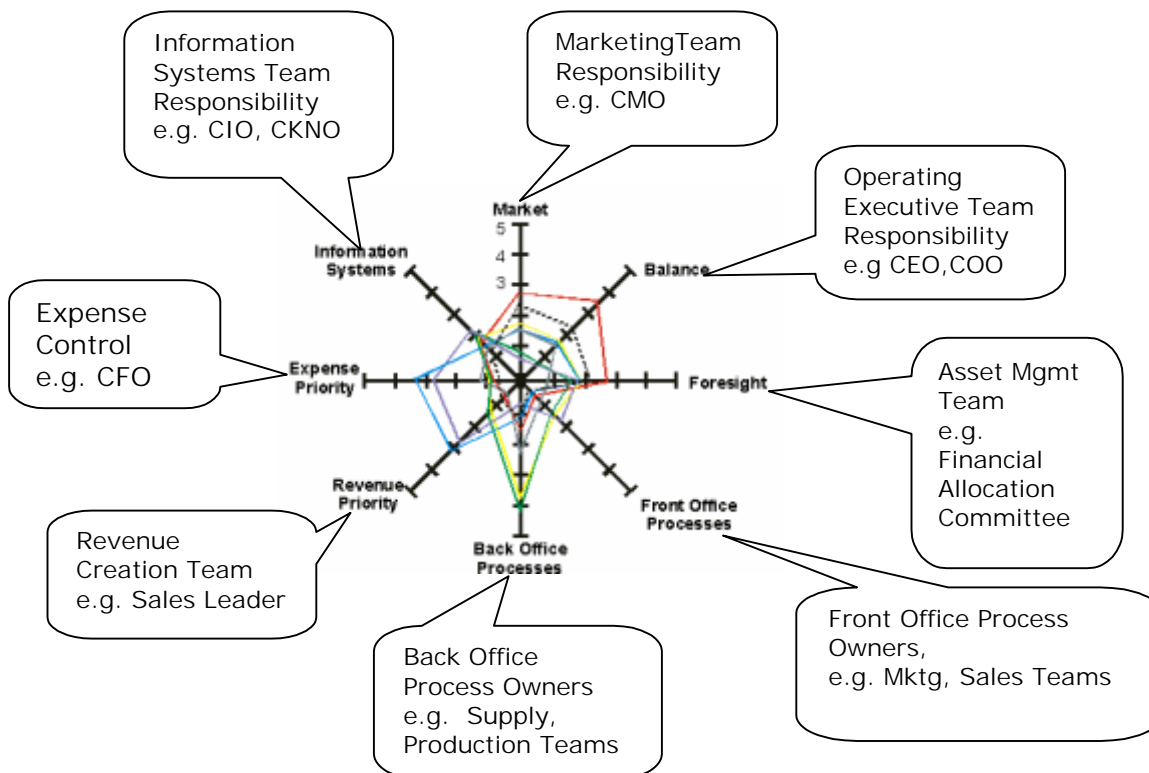 Information
Systems Team
Responsibility
e.g. CIO, CKNO
MarketingTeam
Responsibility
e.g. CMO
Operating
Executive Team
Responsibility
e.g CEO,COO
Market
5
4
3
Information
Systems
Balance
Expense
Control
e.g. CFO
Expense
Priority
Foresight
Asset Mgmt
Team
e.g.
Financial
Allocation
Committee
Revenue
Priority
Front Office
Processes
Back Office
Processes
Revenue
Creation Team
e.g. Sales Leader
Back Office
Process Owners
e.g. Supply,
Production Teams
Front Office Process
Owners,
e.g. Mktg, Sales Teams